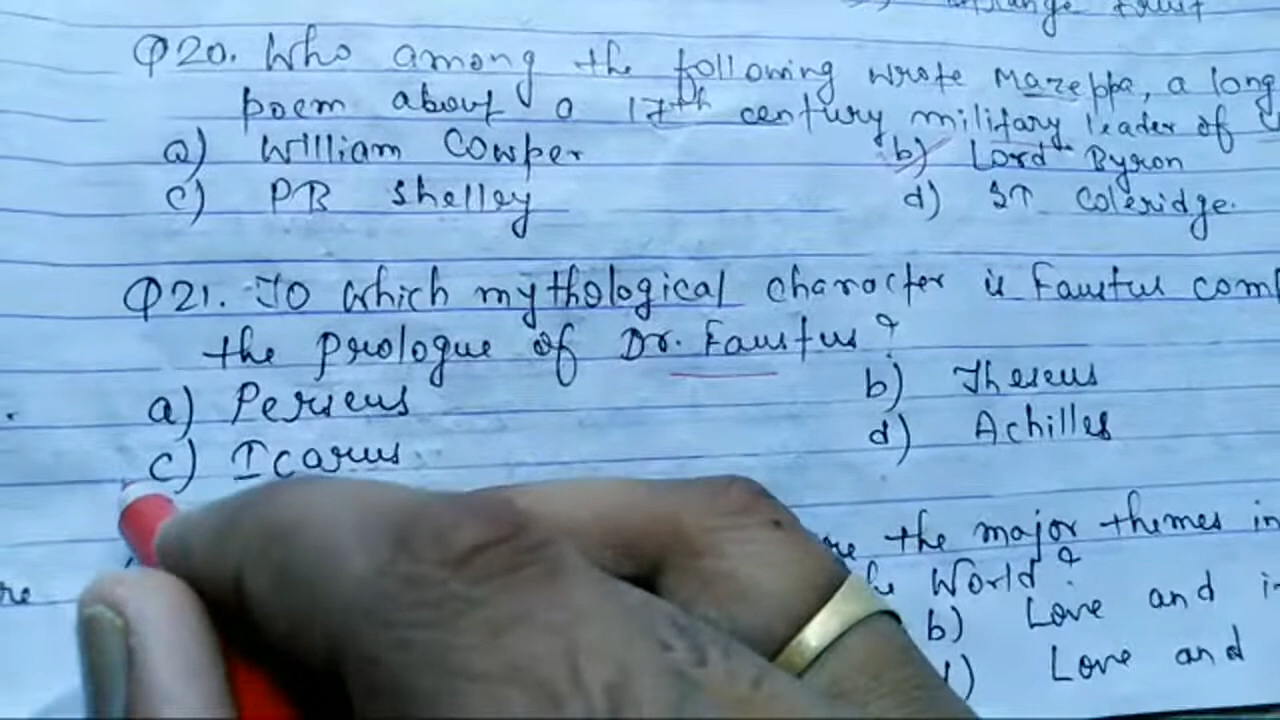 Q20. Who among the following wrote Mazeppa, a long
poem about a 17th century military leader of
a) William Cowper b) Lord Byron
c) PB Shelley d) ST Coleridge.
Q21. To which mythological character is Faustus
the prologue of Dr. Faustus?
a) Perseus b) Theseus
c) Icarus d) Achilles
the major themes in
World?
b) Love and
Love and